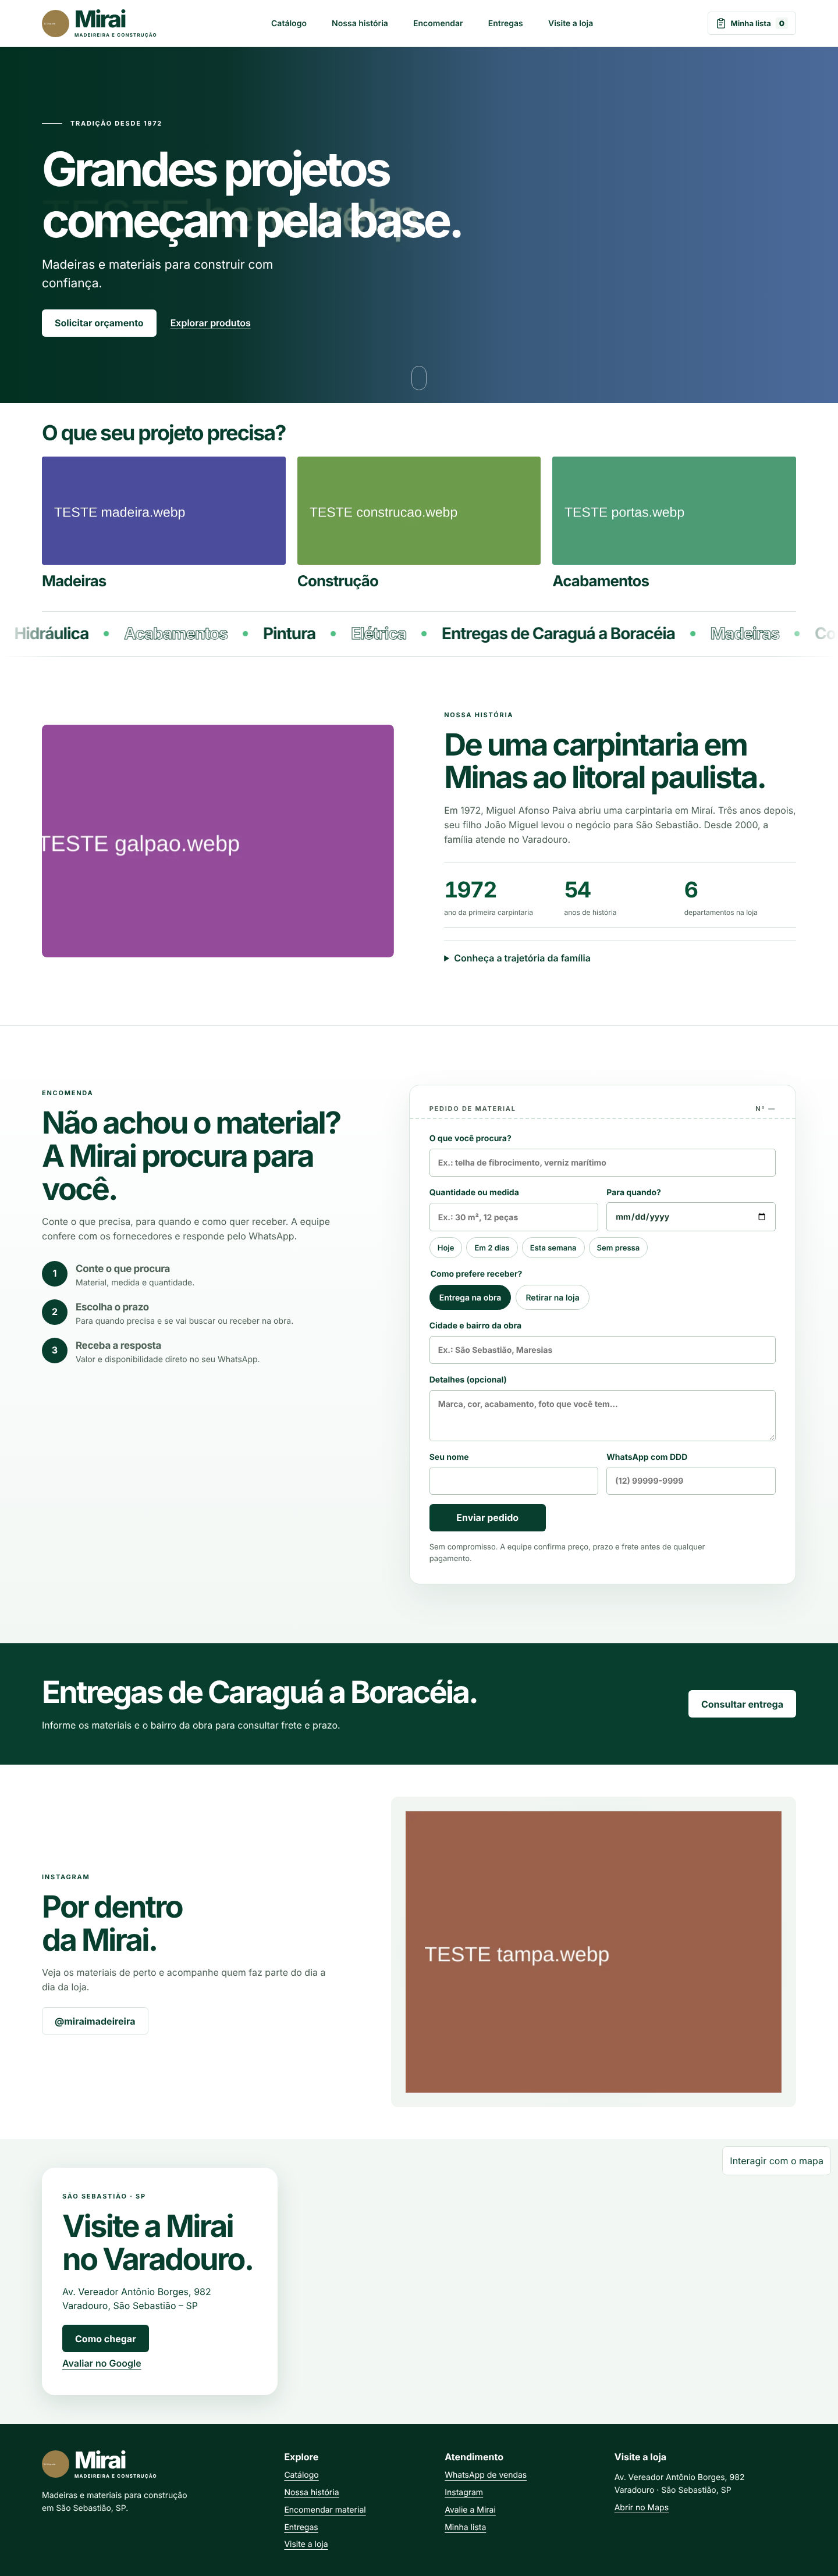 Mirai
MADEIREIRA E CONSTRUÇÃO
Catálogo
Nossa história
Encomendar
Entregas
Visite a loja
Minha lista 0
TRADIÇÃO DESDE 1972
Grandes projetos
começam pela base.
Madeiras e materiais para construir com
confiança.
Solicitar orçamento
Explorar produtos
O que seu projeto precisa?
TESTE madeira.webp
TESTE construcao.webp
TESTE portas.webp
Madeiras
Construção
Acabamentos
Hidráulica • Acabamentos • Pintura • Elétrica • Entregas de Caraguá a Boracéia • Madeiras • Co
NOSSA HISTÓRIA
De uma carpintaria em
Minas ao litoral paulista.
TESTE galpao.webp
Em 1972, Miguel Afonso Paiva abriu uma carpintaria em Miraí. Três anos depois,
seu filho João Miguel levou o negócio para São Sebastião. Desde 2000, a
família atende no Varadouro.
1972
ano da primeira carpintaria
54
anos de história
6
departamentos na loja
Conheça a trajetória da família
ENCOMENDA
Não achou o material?
A Mirai procura para
você.
Conte o que precisa, para quando e como quer receber. A equipe
confere com os fornecedores e responde pelo WhatsApp.
1
Conte o que procura
Material, medida e quantidade.
2
Escolha o prazo
Para quando precisa e se vai buscar ou receber na obra.
3
Receba a resposta
Valor e disponibilidade direto no seu WhatsApp.
PEDIDO DE MATERIAL
Nº —
O que você procura?
Ex.: telha de fibrocimento, verniz marítimo
Quantidade ou medida
Ex.: 30 m², 12 peças
Para quando?
mm/dd/yyyy
Hoje
Em 2 dias
Esta semana
Sem pressa
Como prefere receber?
Entrega na obra
Retirar na loja
Cidade e bairro da obra
Ex.: São Sebastião, Maresias
Detalhes (opcional)
Marca, cor, acabamento, foto que você tem...
Seu nome
WhatsApp com DDD
(12) 99999-9999
Enviar pedido
Sem compromisso. A equipe confirma preço, prazo e frete antes de qualquer
pagamento.
Entregas de Caraguá a Boracéia.
Informe os materiais e o bairro da obra para consultar frete e prazo.
Consultar entrega
INSTAGRAM
Por dentro
da Mirai.
Veja os materiais de perto e acompanhe quem faz parte do dia a
dia da loja.
@miraimadeireira
TESTE tampa.webp
Interagir com o mapa
SÃO SEBASTIÃO · SP
Visite a Mirai
no Varadouro.
Av. Vereador Antônio Borges, 982
Varadouro, São Sebastião – SP
Como chegar
Avaliar no Google
Mirai
MADEIREIRA E CONSTRUÇÃO
Madeiras e materiais para construção
em São Sebastião, SP.
Explore
Catálogo
Nossa história
Encomendar material
Entregas
Visite a loja
Atendimento
WhatsApp de vendas
Instagram
Avalie a Mirai
Minha lista
Visite a loja
Av. Vereador Antônio Borges, 982
Varadouro · São Sebastião, SP
Abrir no Maps